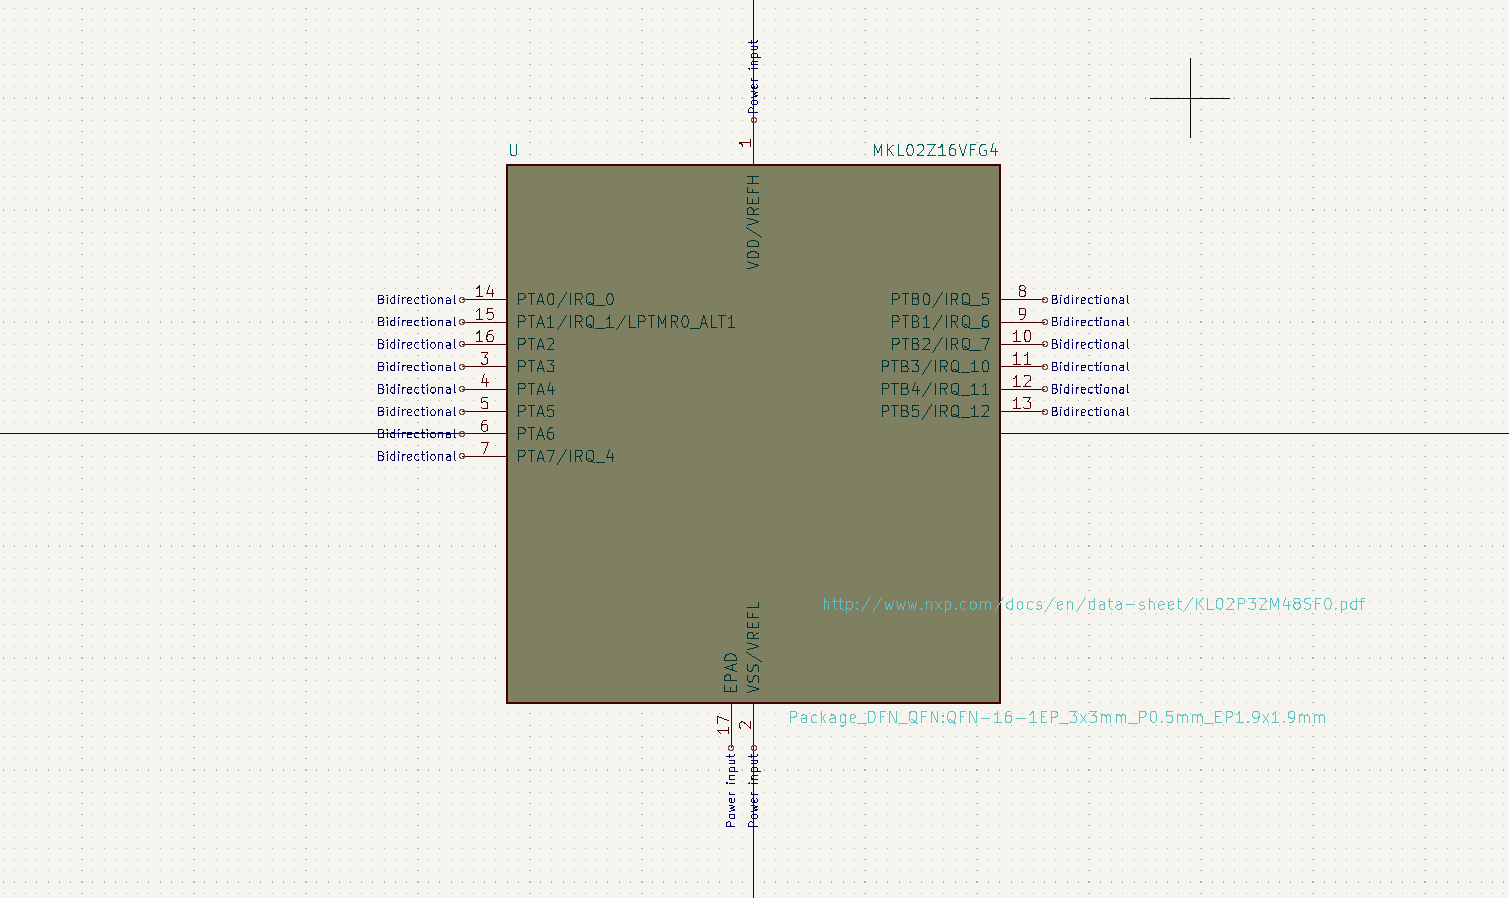 Power input
1
U
MKL02Z16VFG4
VDD/VREFH
Bidirectional 14 PTA0/IRQ_0
PTB0/IRQ_5 8 Bidirectional
Bidirectional 15 PTA1/IRQ_1/LPTMR0_ALT1
PTB1/IRQ_6 9 Bidirectional
Bidirectional 16 PTA2
PTB2/IRQ_7 10 Bidirectional
Bidirectional 3 PTA3
PTB3/IRQ_10 11 Bidirectional
Bidirectional 4 PTA4
PTB4/IRQ_11 12 Bidirectional
Bidirectional 5 PTA5
PTB5/IRQ_12 13 Bidirectional
Bidirectional 6 PTA6
Bidirectional 7 PTA7/IRQ_4
http://www.nxp.com/docs/en/data-sheet/KL02P32M48SF0.pdf
EPAD
VSS/VREFL
Package_DFN_QFN:QFN-16-1EP_3x3mm_P0.5mm_EP1.9x1.9mm
17
2
Power input
Power input